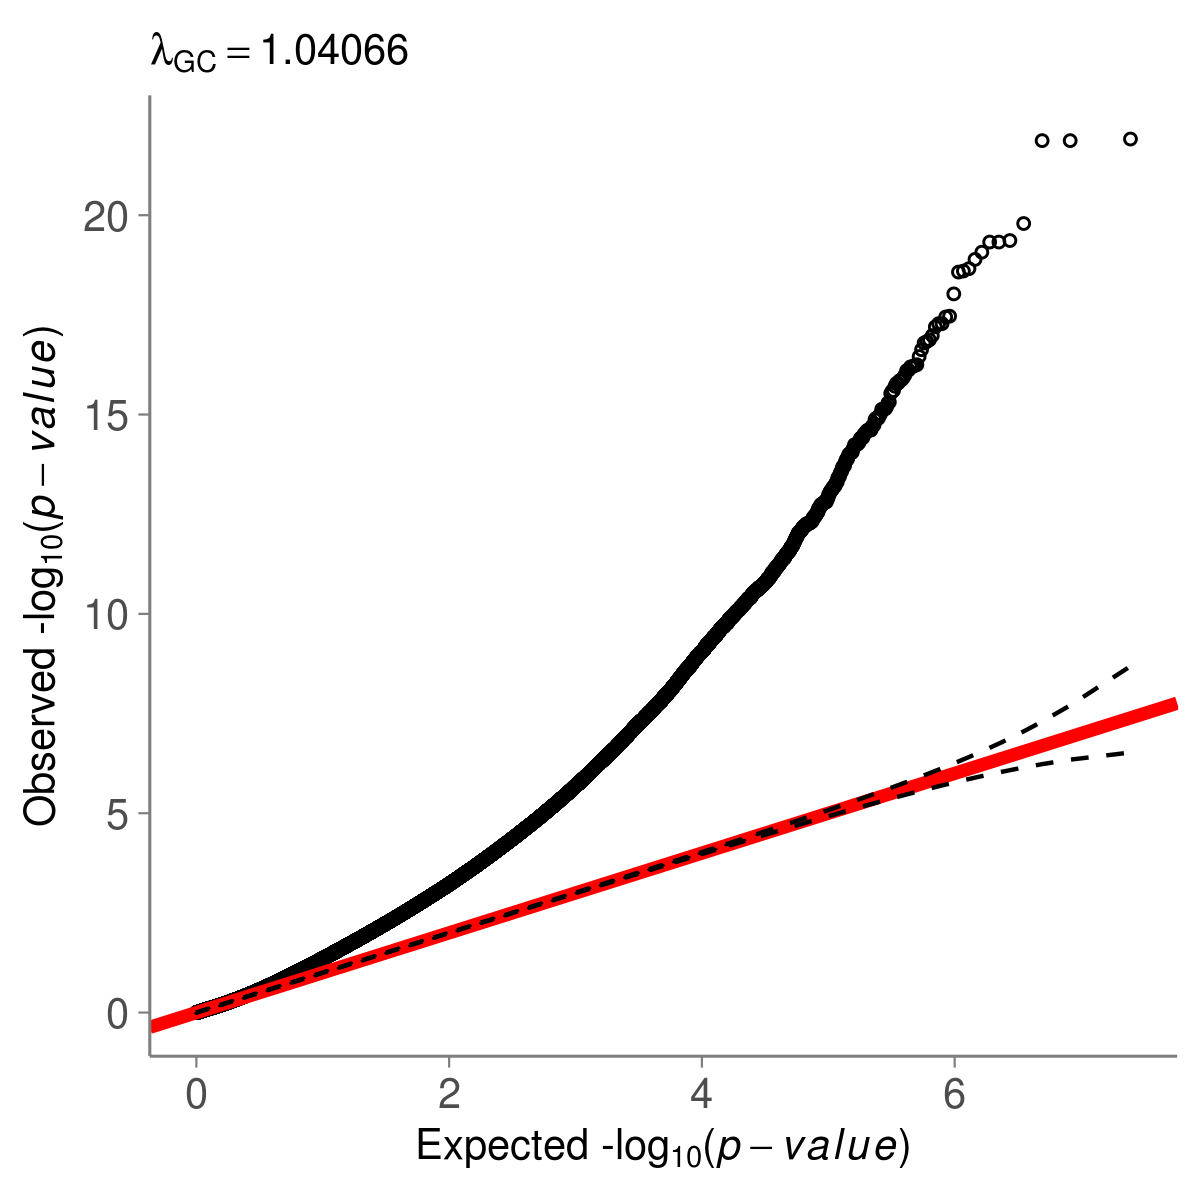 λGC = 1.04066
20
15
10
5
0
Observed -log10(p − value)
0 2 4 6
Expected -log10(p − value)